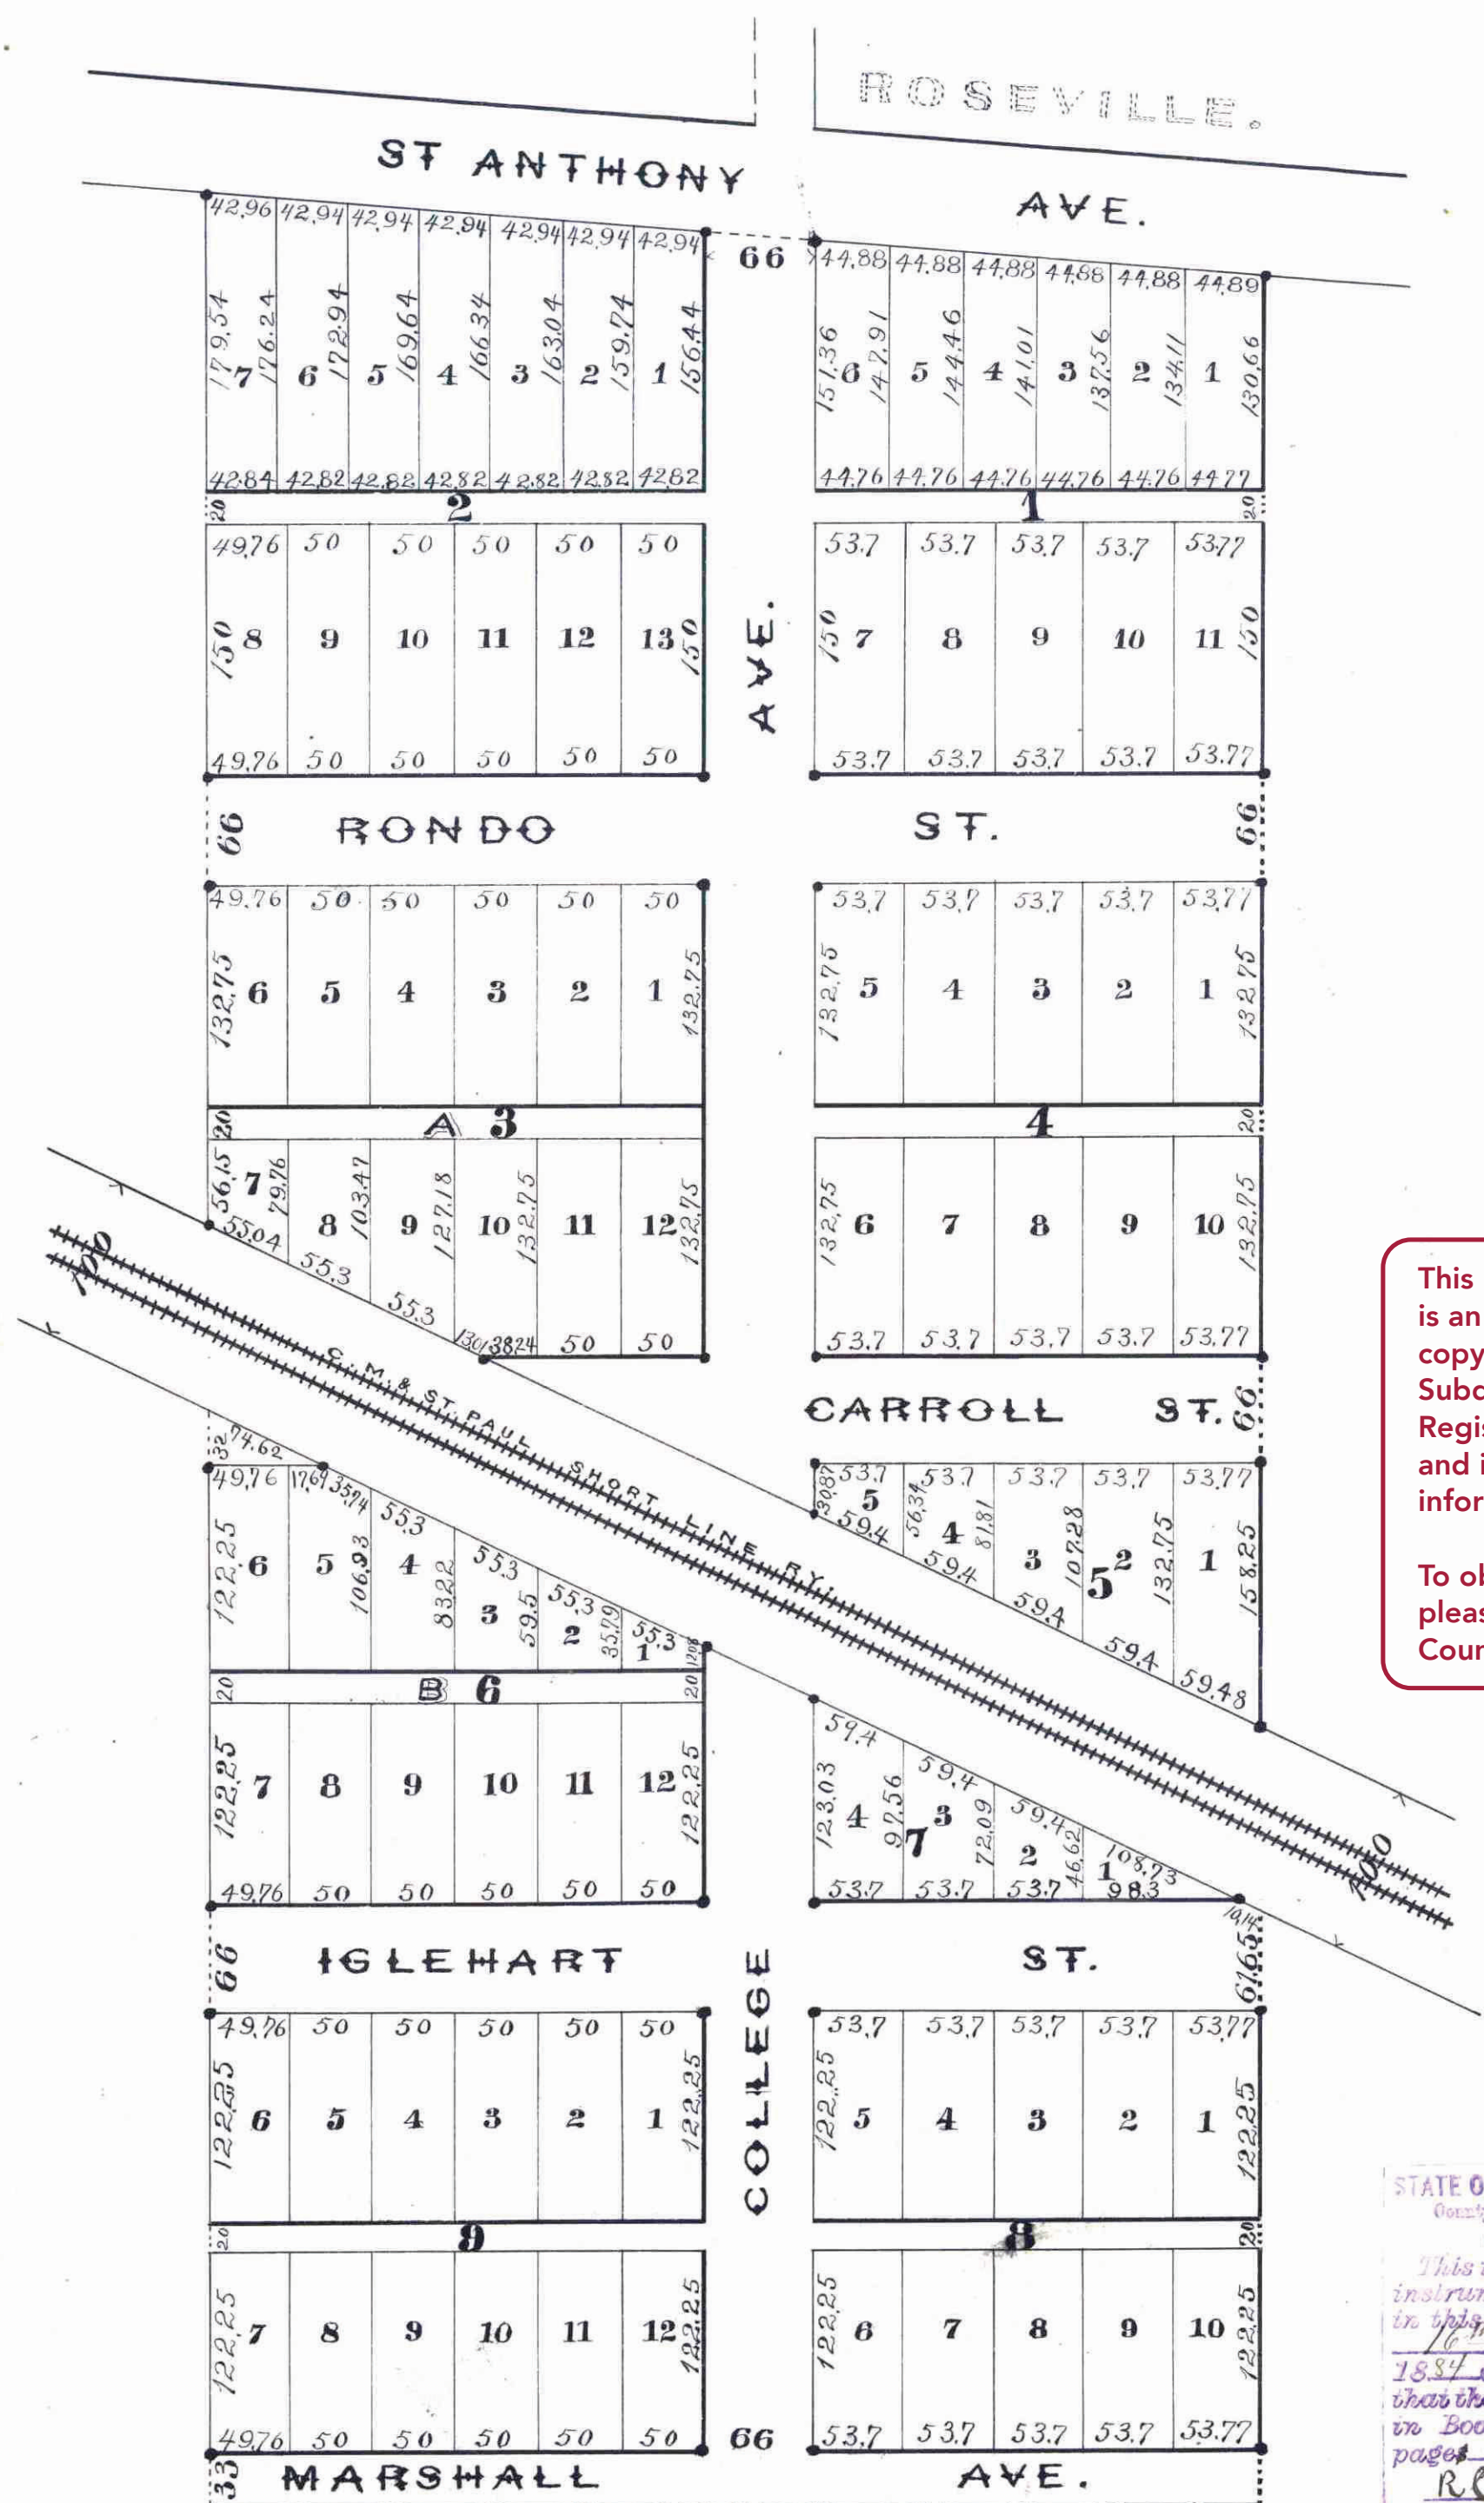 ROSEVILLE.
ST ANTHONY AVE.
42.96 42.94 42.94 42.94 42.94 42.94 42.94 66 44.88 44.88 44.88 44.88 44.88 44.89
179.54 176.24 172.94 169.64 166.34 163.04 159.74 156.44 151.36 147.91 144.46 141.01 137.56 134.11 130.66
7 6 5 4 3 2 1 6 5 4 3 2 1
42.84 42.82 42.82 42.82 42.82 42.82 42.82 44.76 44.76 44.76 44.76 44.76 44.77
20 2 1 20
49.76 50 50 50 50 50 53.7 53.7 53.7 53.7 53.77
150 8 9 10 11 12 13 150 AVE. 150 7 8 9 10 11 150
49.76 50 50 50 50 50 53.7 53.7 53.7 53.7 53.77
66 RONDO ST. 66
49.76 50 50 50 50 50 53.7 53.7 53.7 53.7 53.77
132.75 6 5 4 3 2 1 132.75 132.75 5 4 3 2 1 132.75
20 A 3 4 20
56.15 7 79.76 8 103.47 9 127.18 10 132.75 11 12 132.75 132.75 6 7 8 9 10 132.75
55.04 55.3 55.3 13.01 38.24 50 50 53.7 53.7 53.7 53.7 53.77
100
C. M. & ST. PAUL SHORT LINE RY.
CARROLL ST. 66
32 74.62
49.76 17.69 35.74 55.3 55.3 55.3 55.3
122.25 6 5 106.93 4 83.22 3 59.5 2 35.79 1 12.08
30.87 53.7 53.7 53.7 53.7 53.77
5 56.34 4 81.81 3 107.28 5 2 132.75 1 158.25
59.4 59.4 59.4 59.4 59.48
20 B 6 20
122.25 7 8 9 10 11 12 122.25
49.76 50 50 50 50 50
59.4 59.4 59.4 108.73
123.03 4 97.56 3 7 72.09 2 46.62 1
53.7 53.7 53.7 98.3
100
10.14
66 IGLEHART ST. 61.65
49.76 50 50 50 50 50 53.7 53.7 53.7 53.7 53.77
122.25 6 5 4 3 2 1 122.25 COLLEGE 122.25 5 4 3 2 1 122.25
20 9 8 20
122.25 7 8 9 10 11 12 122.25 122.25 6 7 8 9 10 122.25
49.76 50 50 50 50 50 66 53.7 53.7 53.7 53.7 53.77
33 MARSHALL AVE.
This
is an
copy
Subd
Regis
and i
infor
To ob
pleas
Coun
STATE O
This
instrum
in this
16
1884
that th
in Boo
pages